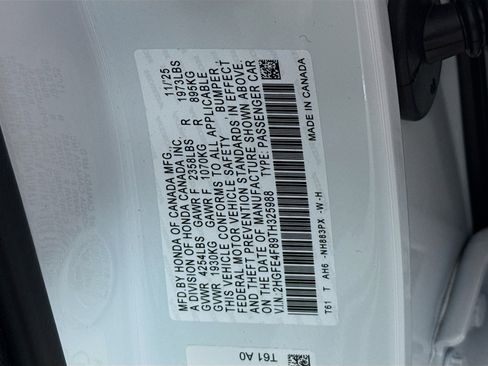 MFD BY HONDA OF CANADA MFG. 11/25
A DIVISION OF HONDA CANADA INC.
GVWR 4254LBS GAWR F 2358LBS R 1973LBS
GVWR 1930KG GAWR F 1070KG R 895KG
THIS VEHICLE CONFORMS TO ALL APPLICABLE
FEDERAL MOTOR VEHICLE SAFETY, BUMPER,
AND THEFT PREVENTION STANDARDS IN EFFECT
ON THE DATE OF MANUFACTURE SHOWN ABOVE.
V.I.N. 2HGFE4F89TH325988 TYPE: PASSENGER CAR
T61 T AH6 -NH883PX -W-H MADE IN CANADA
T61 A0